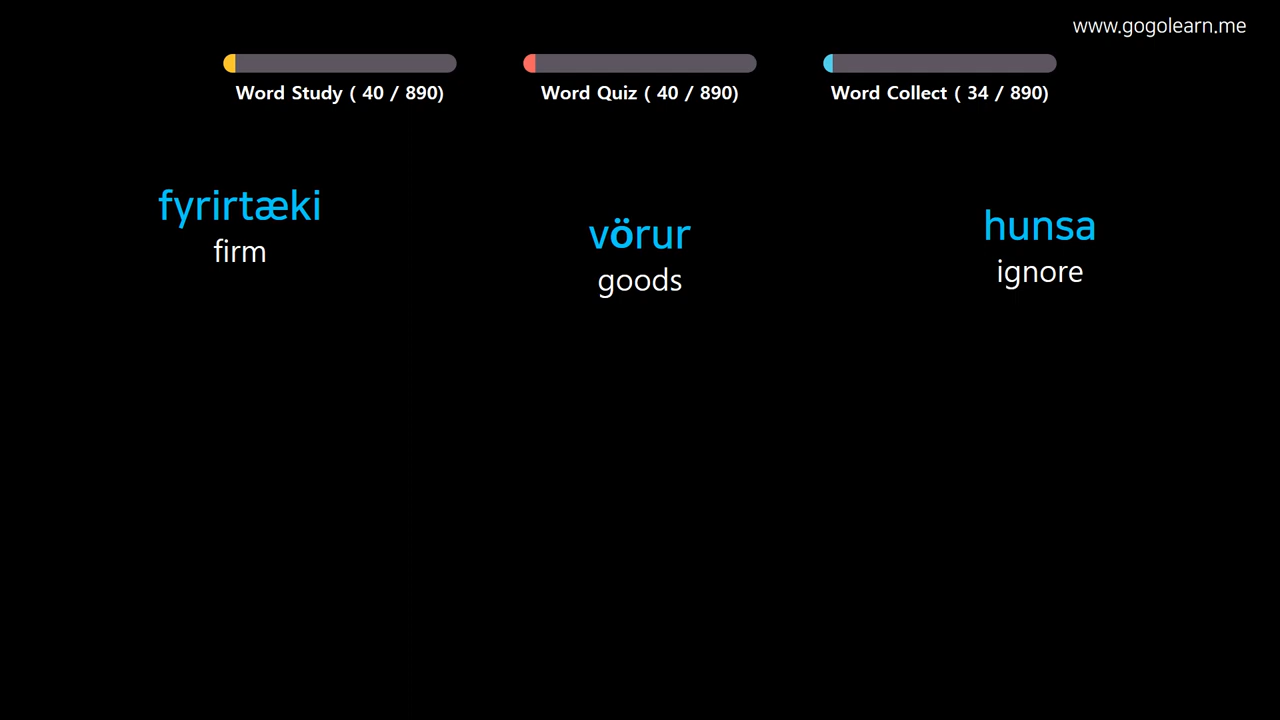 www.gogolearn.me
Word Study ( 40 / 890)
Word Quiz ( 40 / 890)
Word Collect ( 34 / 890)
fyrirtæki
firm
vörur
goods
hunsa
ignore